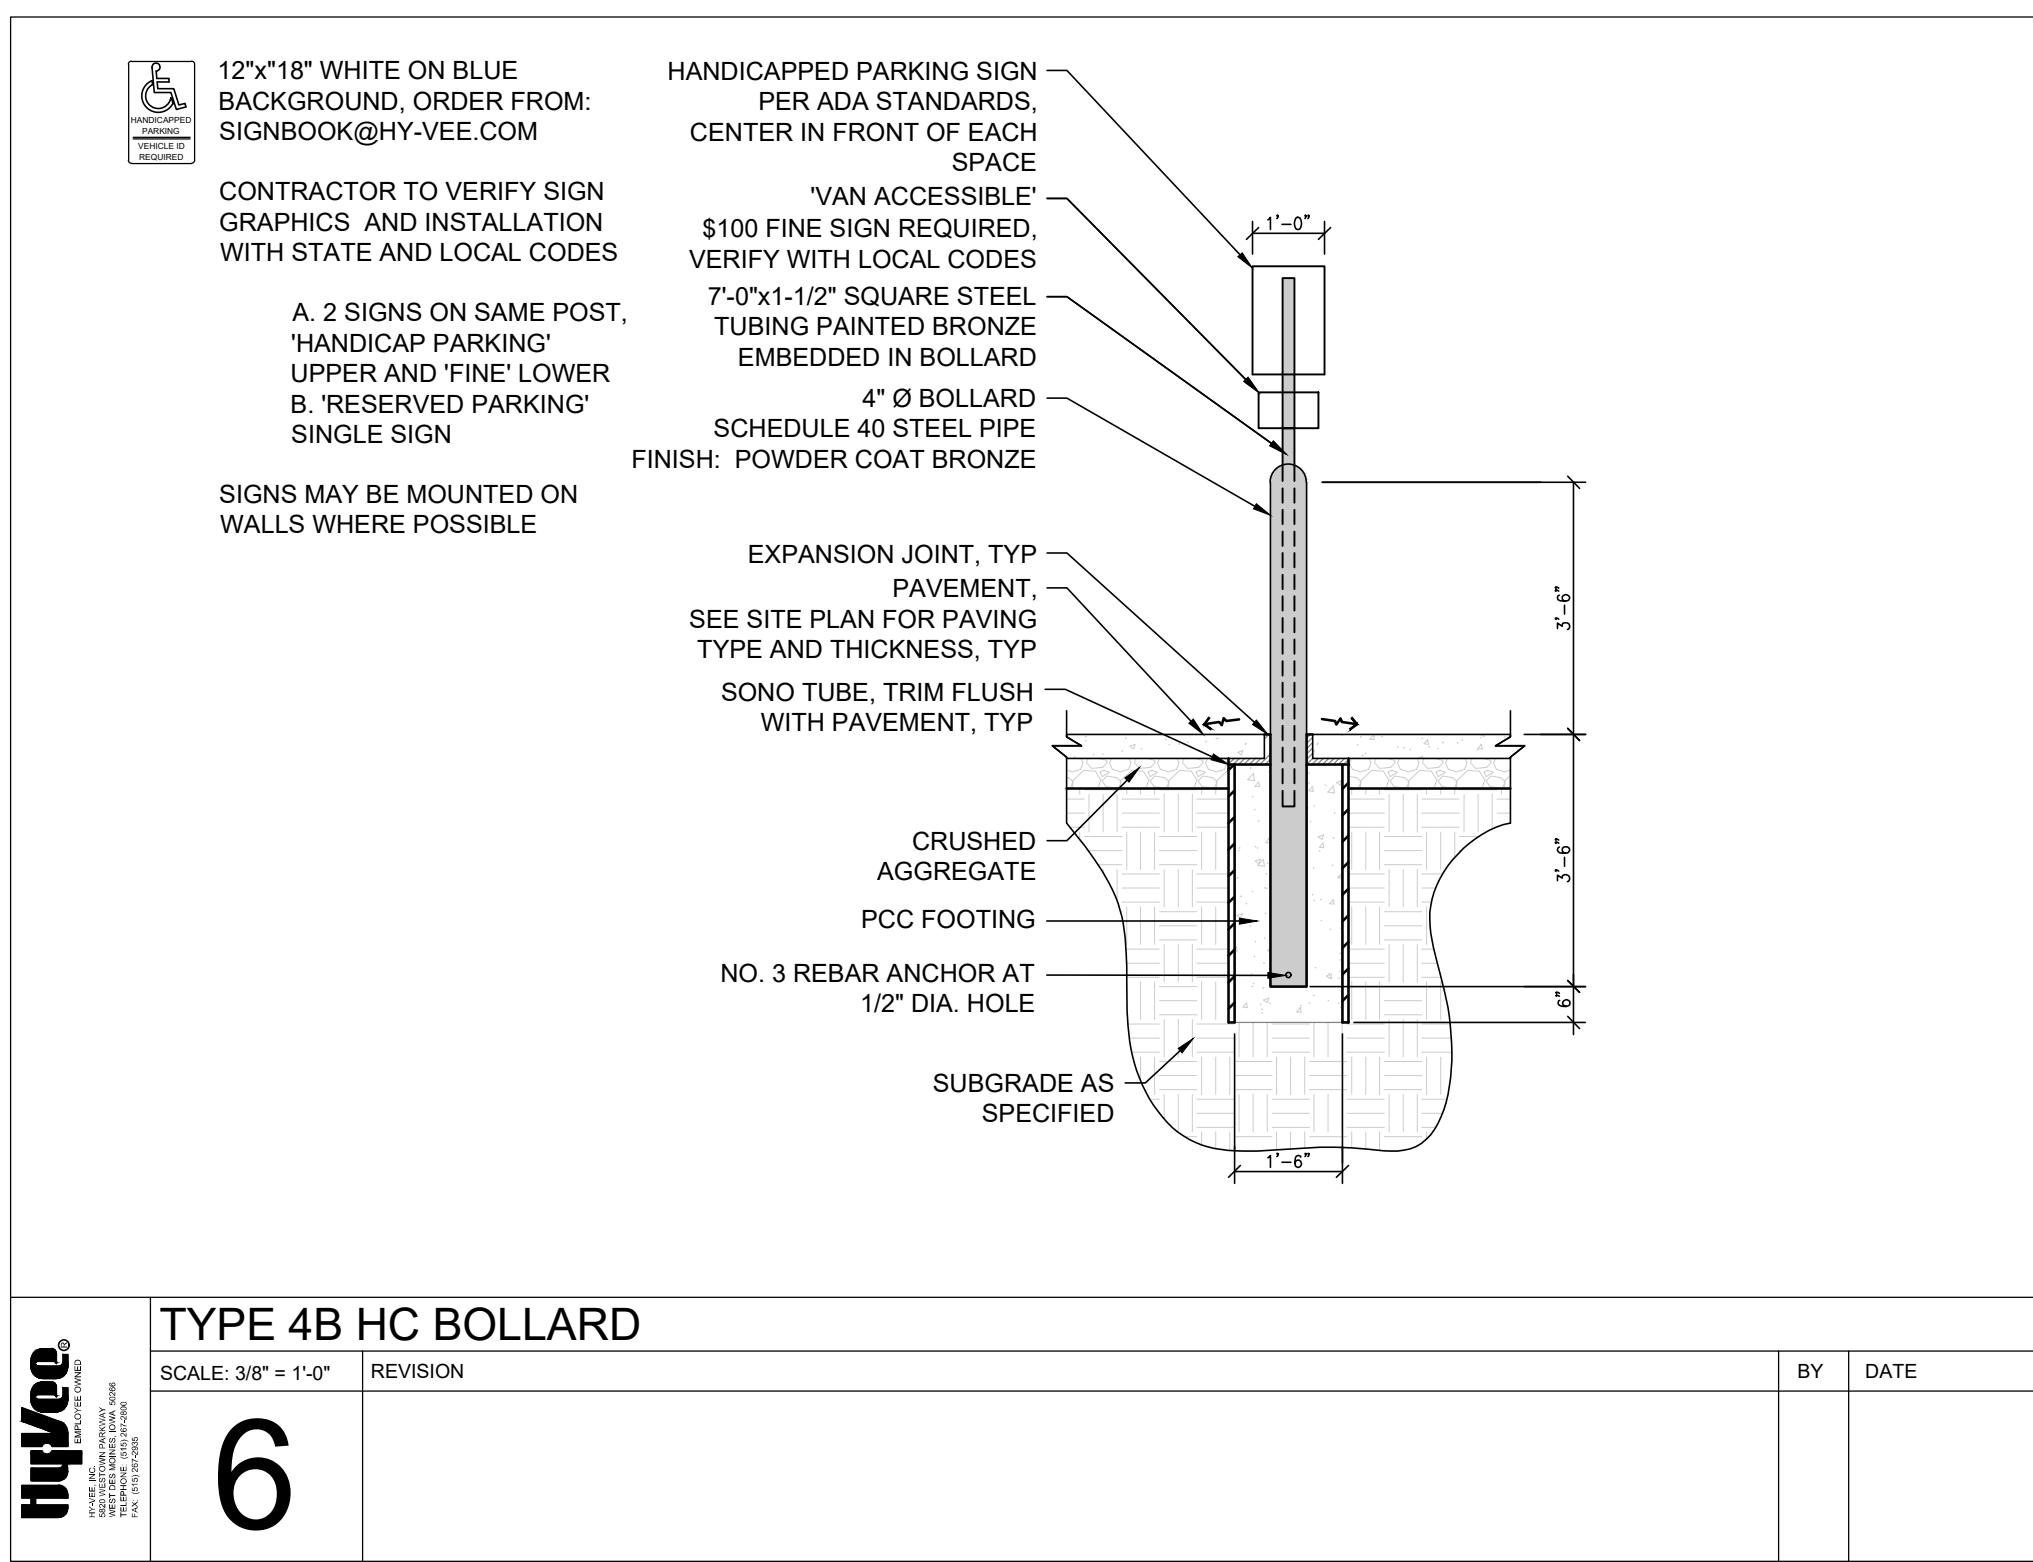 HANDICAPPED
PARKING
VEHICLE ID
REQUIRED
12"x"18" WHITE ON BLUE
BACKGROUND, ORDER FROM:
SIGNBOOK@HY-VEE.COM
CONTRACTOR TO VERIFY SIGN
GRAPHICS AND INSTALLATION
WITH STATE AND LOCAL CODES
A. 2 SIGNS ON SAME POST,
'HANDICAP PARKING'
UPPER AND 'FINE' LOWER
B. 'RESERVED PARKING'
SINGLE SIGN
SIGNS MAY BE MOUNTED ON
WALLS WHERE POSSIBLE
HANDICAPPED PARKING SIGN
PER ADA STANDARDS,
CENTER IN FRONT OF EACH
SPACE
'VAN ACCESSIBLE'
$100 FINE SIGN REQUIRED,
VERIFY WITH LOCAL CODES
7'-0"x1-1/2" SQUARE STEEL
TUBING PAINTED BRONZE
EMBEDDED IN BOLLARD
4" Ø BOLLARD
SCHEDULE 40 STEEL PIPE
FINISH: POWDER COAT BRONZE
EXPANSION JOINT, TYP
PAVEMENT,
SEE SITE PLAN FOR PAVING
TYPE AND THICKNESS, TYP
SONO TUBE, TRIM FLUSH
WITH PAVEMENT, TYP
CRUSHED
AGGREGATE
PCC FOOTING
NO. 3 REBAR ANCHOR AT
1/2" DIA. HOLE
SUBGRADE AS
SPECIFIED
1'-0"
3'-6"
3'-6"
6"
1'-6"
HyVee®
EMPLOYEE OWNED
HY-VEE, INC.
5820 WESTOWN PARKWAY
WEST DES MOINES, IOWA 50266
TELEPHONE: (515) 267-2800
FAX: (515) 267-2935
TYPE 4B HC BOLLARD
SCALE: 3/8" = 1'-0"
REVISION
BY
DATE
6